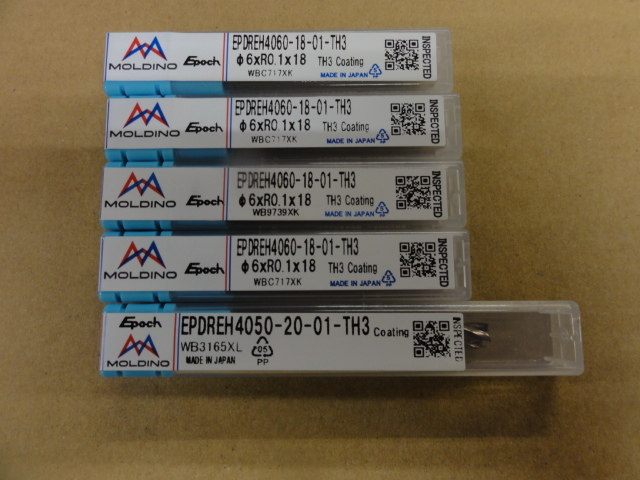 MOLDINO
Epoch
EPDREH4060-18-01-TH3
φ6xR0.1x18 TH3 Coating
WBC717XK
MADE IN JAPAN
INSPECTED
MOLDINO
Epoch
EPDREH4060-18-01-TH3
φ6xR0.1x18 TH3 Coating
WBC717XK
MADE IN JAPAN
INSPECTED
MOLDINO
Epoch
EPDREH4060-18-01-TH3
φ6xR0.1x18 TH3 Coating
WB9739XK
MADE IN JAPAN
INSPECTED
MOLDINO
Epoch
EPDREH4060-18-01-TH3
φ6xR0.1x18 TH3 Coating
WBC717XK
MADE IN JAPAN
INSPECTED
Epoch
MOLDINO
EPDREH4050-20-01-TH3 Coating
WB3165XL
MADE IN JAPAN
05
PP
INSPECTED